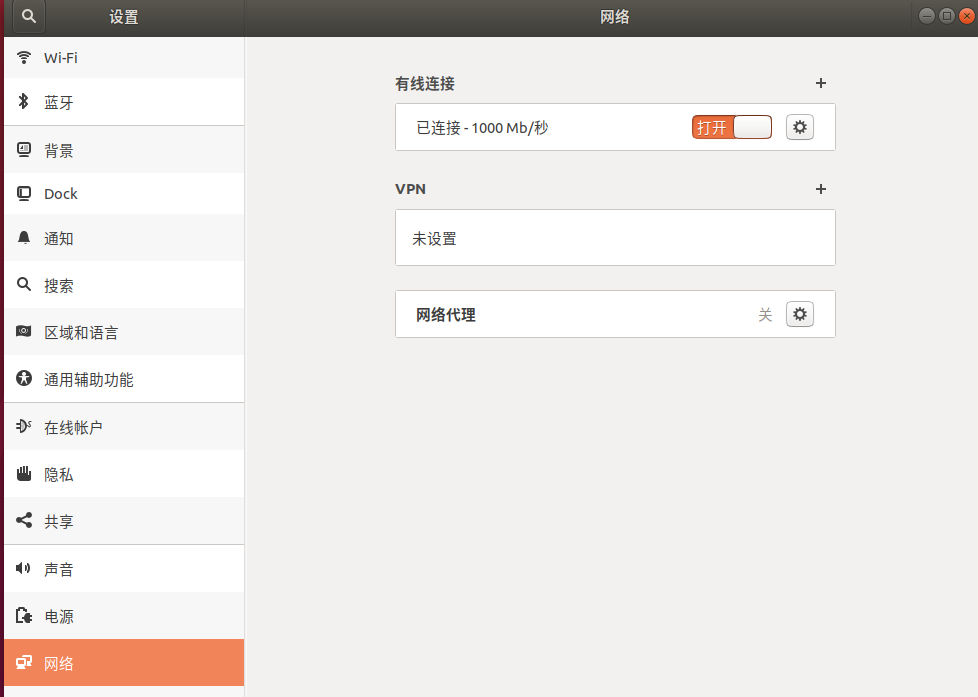 设置
网络
Wi-Fi
蓝牙
背景
Dock
通知
搜索
区域和语言
通用辅助功能
在线帐户
隐私
共享
声音
电源
网络
有线连接
已连接 - 1000 Mb/秒
打开
VPN
未设置
网络代理
关